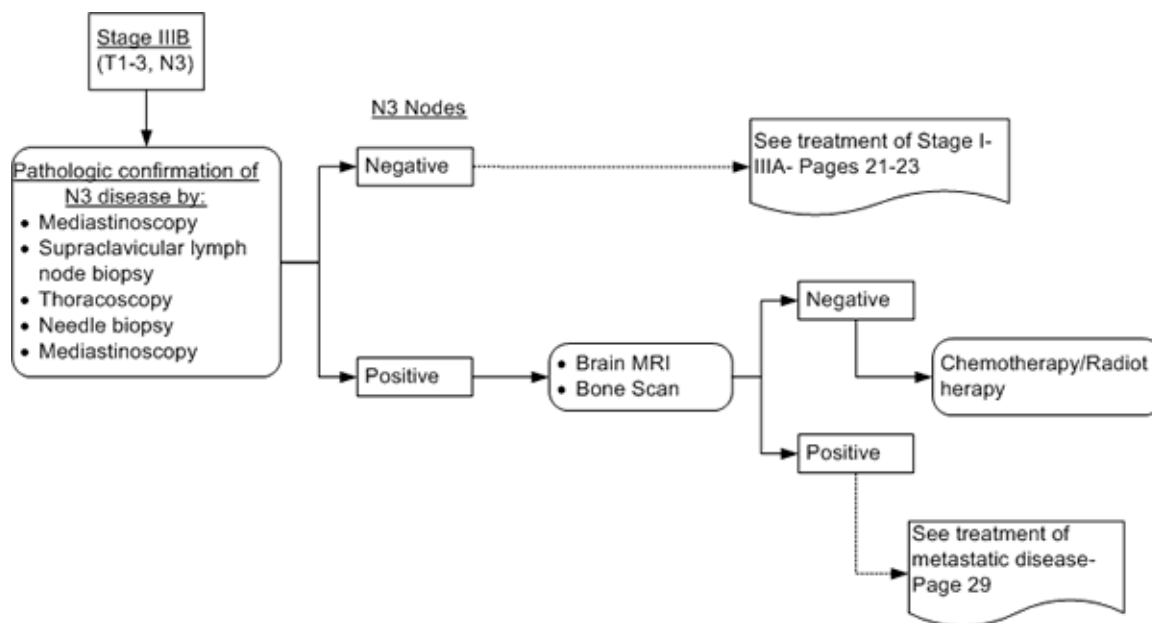 Stage IIIB
(T1-3, N3)
N3 Nodes
Pathologic confirmation of
N3 disease by:
• Mediastinoscopy
• Supraclavicular lymph
node biopsy
• Thoracoscopy
• Needle biopsy
• Mediastinoscopy
Negative
See treatment of Stage I-
IIIA- Pages 21-23
Positive
• Brain MRI
• Bone Scan
Negative
Chemotherapy/Radiot
herapy
Positive
See treatment of
metastatic disease-
Page 29